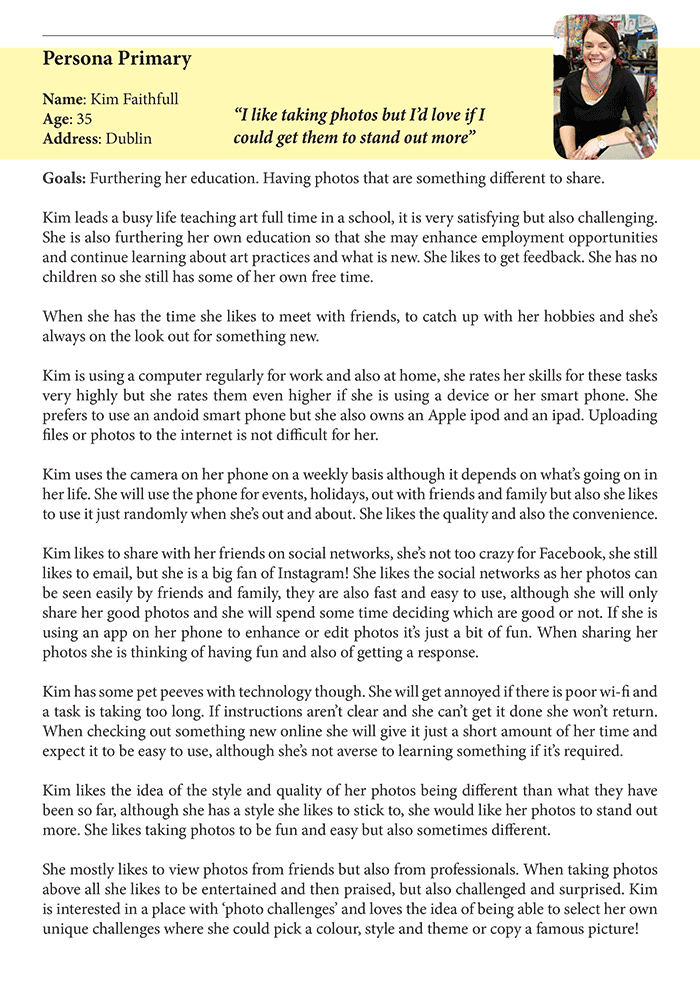 Persona Primary
Name: Kim Faithfull
Age: 35
Address: Dublin
“I like taking photos but I’d love if I
could get them to stand out more”
Goals: Furthering her education. Having photos that are something different to share.
Kim leads a busy life teaching art full time in a school, it is very satisfying but also challenging.
She is also furthering her own education so that she may enhance employment opportunities
and continue learning about art practices and what is new. She likes to get feedback. She has no
children so she still has some of her own free time.
When she has the time she likes to meet with friends, to catch up with her hobbies and she’s
always on the look out for something new.
Kim is using a computer regularly for work and also at home, she rates her skills for these tasks
very highly but she rates them even higher if she is using a device or her smart phone. She
prefers to use an andoid smart phone but she also owns an Apple ipod and an ipad. Uploading
files or photos to the internet is not difficult for her.
Kim uses the camera on her phone on a weekly basis although it depends on what’s going on in
her life. She will use the phone for events, holidays, out with friends and family but also she likes
to use it just randomly when she’s out and about. She likes the quality and also the convenience.
Kim likes to share with her friends on social networks, she’s not too crazy for Facebook, she still
likes to email, but she is a big fan of Instagram! She likes the social networks as her photos can
be seen easily by friends and family, they are also fast and easy to use, although she will only
share her good photos and she will spend some time deciding which are good or not. If she is
using an app on her phone to enhance or edit photos it’s just a bit of fun. When sharing her
photos she is thinking of having fun and also of getting a response.
Kim has some pet peeves with technology though. She will get annoyed if there is poor wi-fi and
a task is taking too long. If instructions aren’t clear and she can’t get it done she won’t return.
When checking out something new online she will give it just a short amount of her time and
expect it to be easy to use, although she’s not averse to learning something if it’s required.
Kim likes the idea of the style and quality of her photos being different than what they have
been so far, although she has a style she likes to stick to, she would like her photos to stand out
more. She likes taking photos to be fun and easy but also sometimes different.
She mostly likes to view photos from friends but also from professionals. When taking photos
above all she likes to be entertained and then praised, but also challenged and surprised. Kim
is interested in a place with ‘photo challenges’ and loves the idea of being able to select her own
unique challenges where she could pick a colour, style and theme or copy a famous picture!